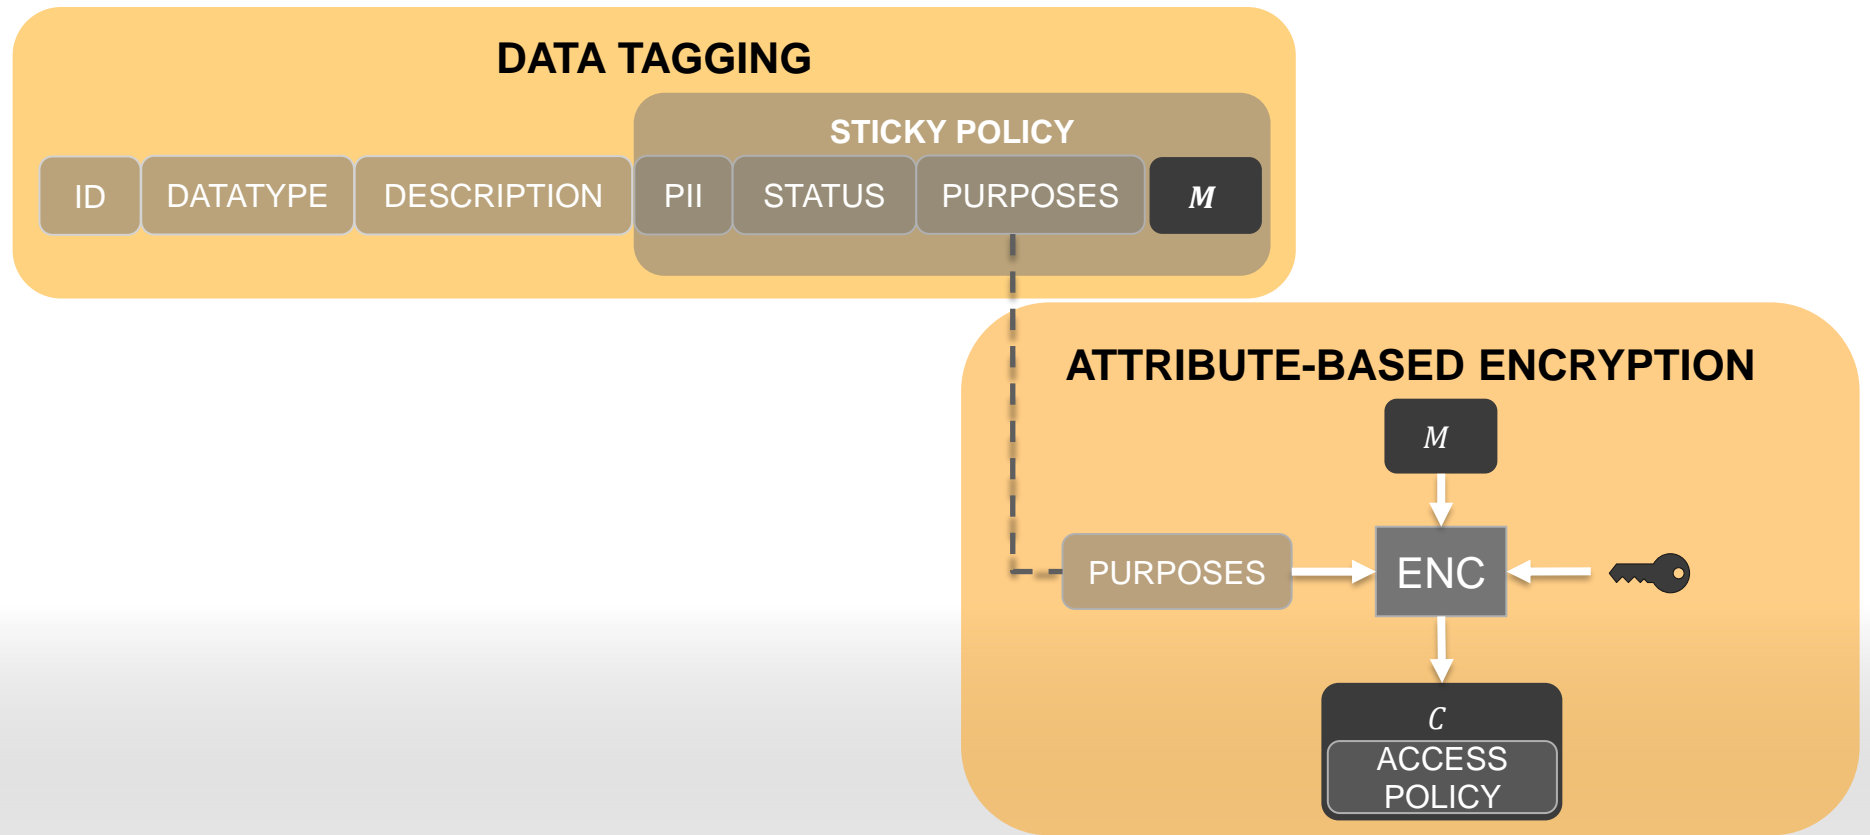 DATA TAGGING
STICKY POLICY
ID DATATYPE DESCRIPTION PII STATUS PURPOSES M
ATTRIBUTE-BASED ENCRYPTION
M
PURPOSES ENC
C
ACCESS
POLICY